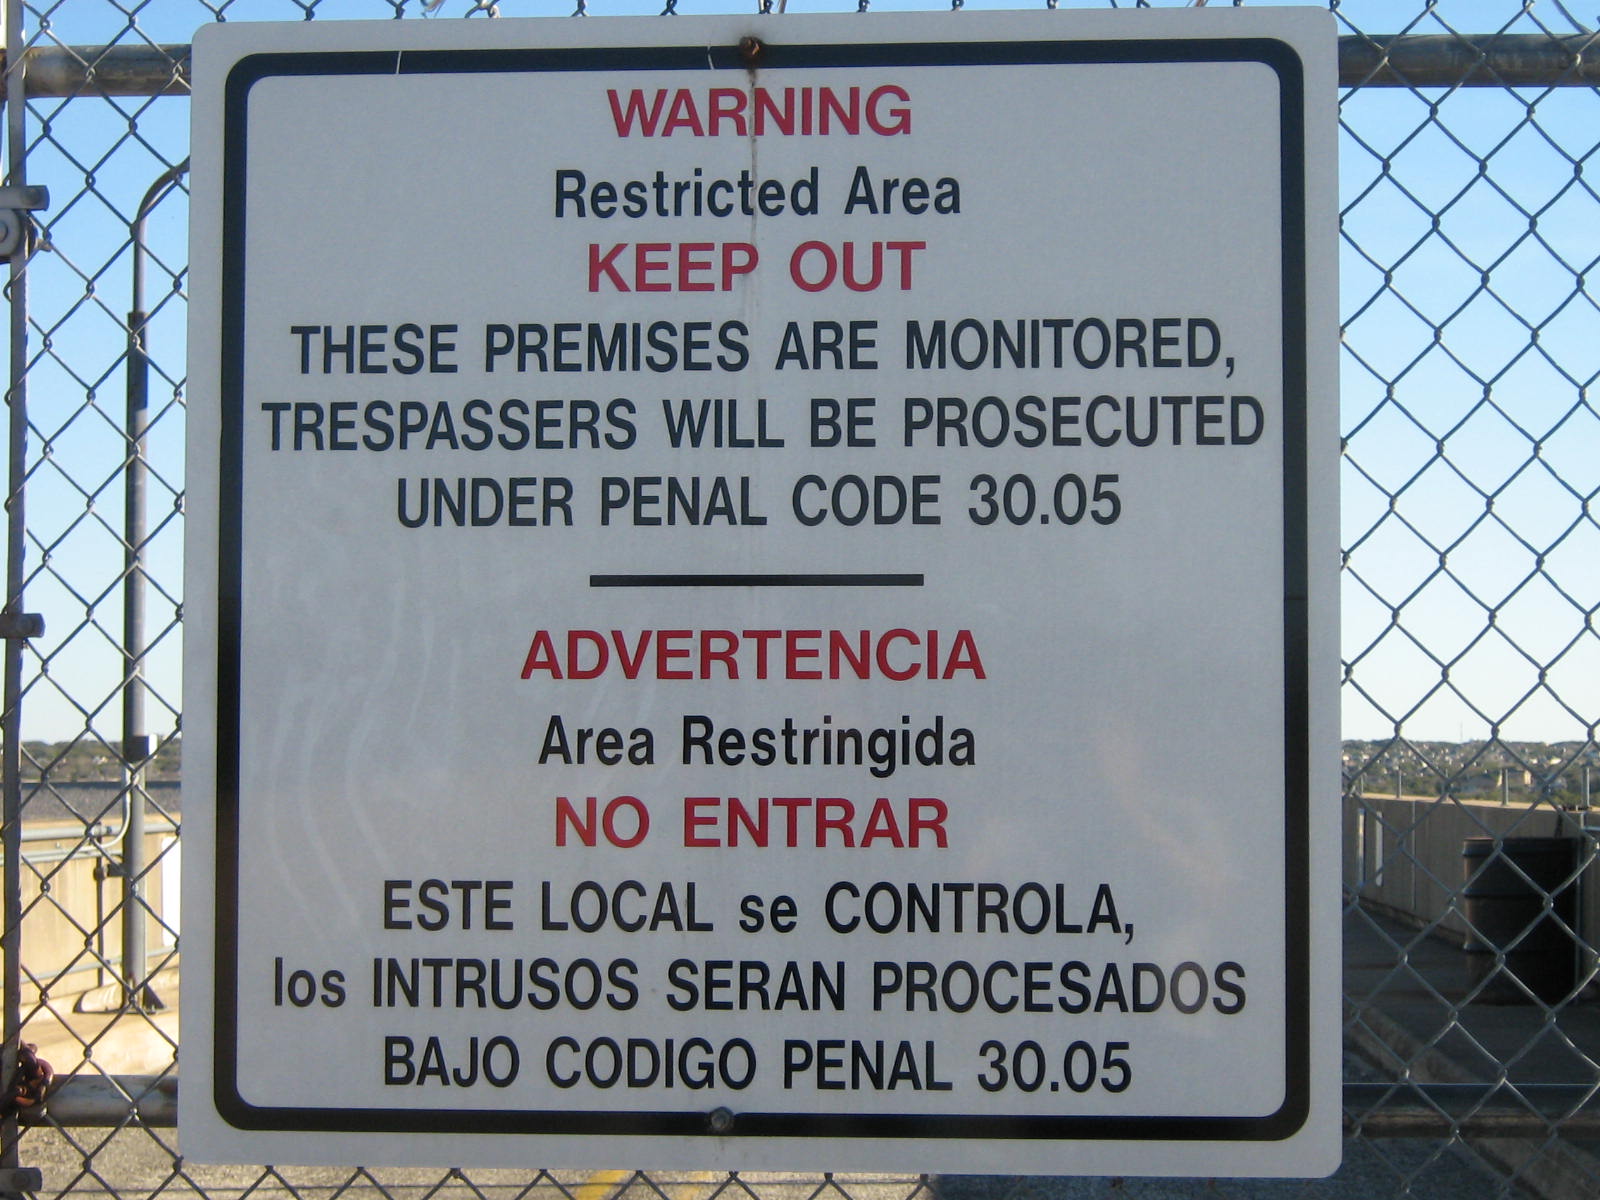 WARNING
Restricted Area
KEEP OUT
THESE PREMISES ARE MONITORED,
TRESPASSERS WILL BE PROSECUTED
UNDER PENAL CODE 30.05
ADVERTENCIA
Area Restringida
NO ENTRAR
ESTE LOCAL se CONTROLA,
los INTRUSOS SERAN PROCESADOS
BAJO CODIGO PENAL 30.05